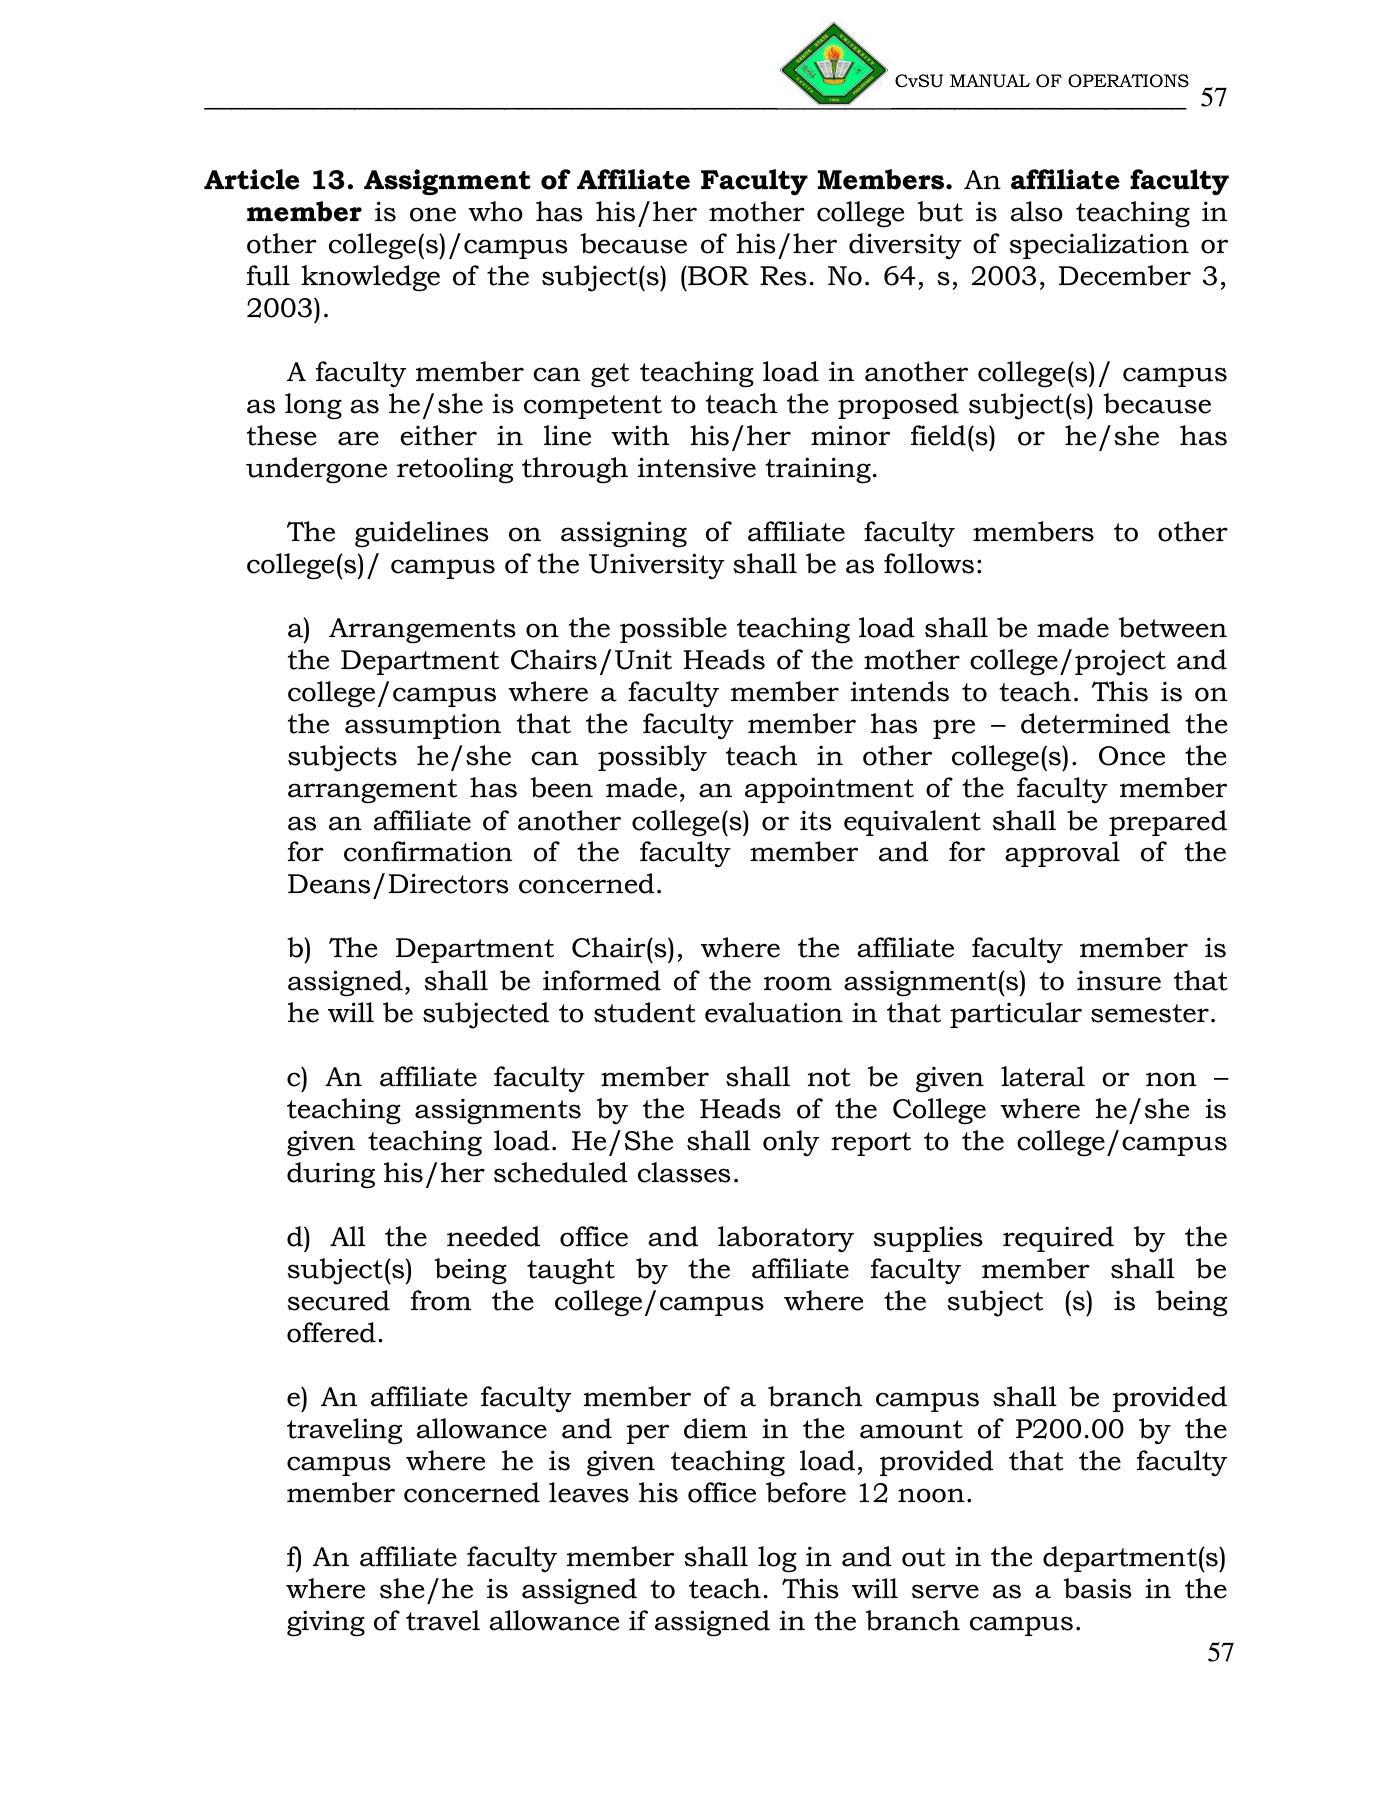 CvSU MANUAL OF OPERATIONS
57
Article 13. Assignment of Affiliate Faculty Members. An affiliate faculty
member is one who has his/her mother college but is also teaching in
other college(s)/campus because of his/her diversity of specialization or
full knowledge of the subject(s) (BOR Res. No. 64, s, 2003, December 3,
2003).
A faculty member can get teaching load in another college(s)/ campus
as long as he/she is competent to teach the proposed subject(s) because
these are either in line with his/her minor field(s) or he/she has
undergone retooling through intensive training.
The guidelines on assigning of affiliate faculty members to other
college(s)/ campus of the University shall be as follows:
a) Arrangements on the possible teaching load shall be made between
the Department Chairs/Unit Heads of the mother college/project and
college/campus where a faculty member intends to teach. This is on
the assumption that the faculty member has pre – determined the
subjects he/she can possibly teach in other college(s). Once the
arrangement has been made, an appointment of the faculty member
as an affiliate of another college(s) or its equivalent shall be prepared
for confirmation of the faculty member and for approval of the
Deans/Directors concerned.
b) The Department Chair(s), where the affiliate faculty member is
assigned, shall be informed of the room assignment(s) to insure that
he will be subjected to student evaluation in that particular semester.
c) An affiliate faculty member shall not be given lateral or non –
teaching assignments by the Heads of the College where he/she is
given teaching load. He/She shall only report to the college/campus
during his/her scheduled classes.
d) All the needed office and laboratory supplies required by the
subject(s) being taught by the affiliate faculty member shall be
secured from the college/campus where the subject (s) is being
offered.
e) An affiliate faculty member of a branch campus shall be provided
traveling allowance and per diem in the amount of P200.00 by the
campus where he is given teaching load, provided that the faculty
member concerned leaves his office before 12 noon.
f) An affiliate faculty member shall log in and out in the department(s)
where she/he is assigned to teach. This will serve as a basis in the
giving of travel allowance if assigned in the branch campus.
57